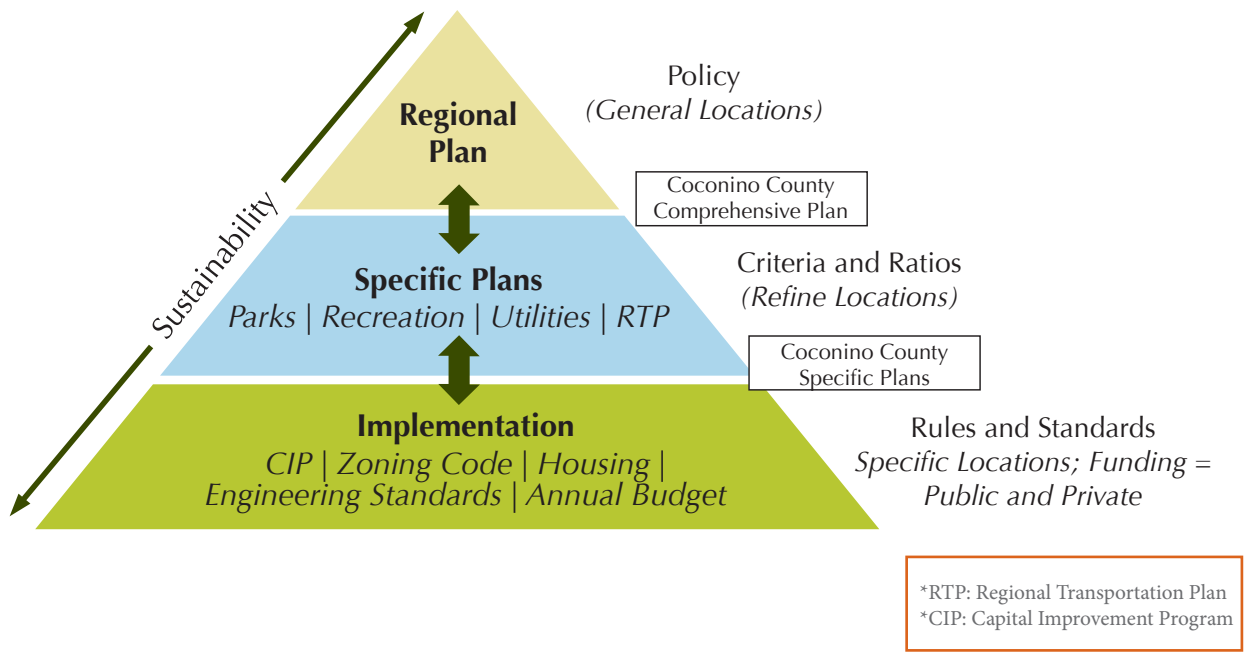 Policy
(General Locations)
Regional
Plan
Coconino County
Comprehensive Plan
Sustainability
Criteria and Ratios
(Refine Locations)
Specific Plans
Parks | Recreation | Utilities | RTP
Coconino County
Specific Plans
Implementation
CIP | Zoning Code | Housing |
Engineering Standards | Annual Budget
Rules and Standards
Specific Locations; Funding =
Public and Private
*RTP: Regional Transportation Plan
*CIP: Capital Improvement Program